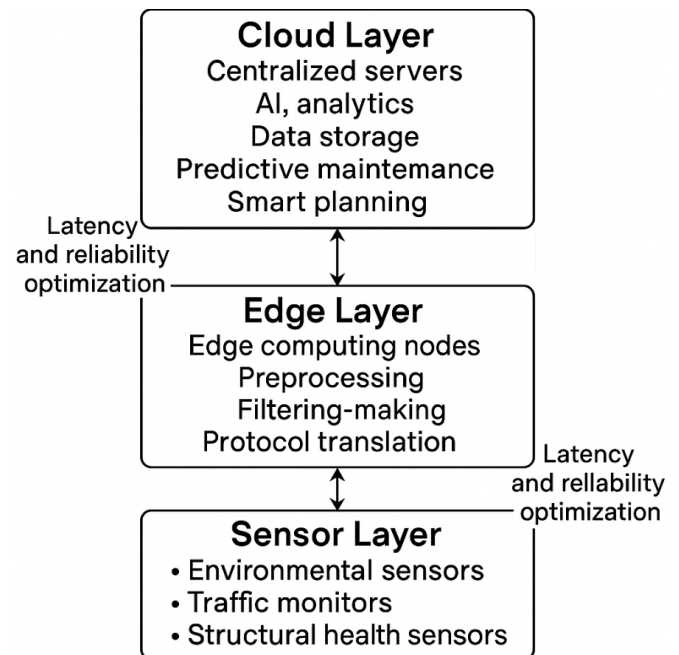 Cloud Layer
Centralized servers
AI, analytics
Data storage
Predictive maintemance
Smart planning
Latency
and reliability
optimization
Edge Layer
Edge computing nodes
Preprocessing
Filtering-making
Protocol translation
Latency
and rellability
optimization
Sensor Layer
• Environmental sensors
• Traffic monitors
• Structural health sensors